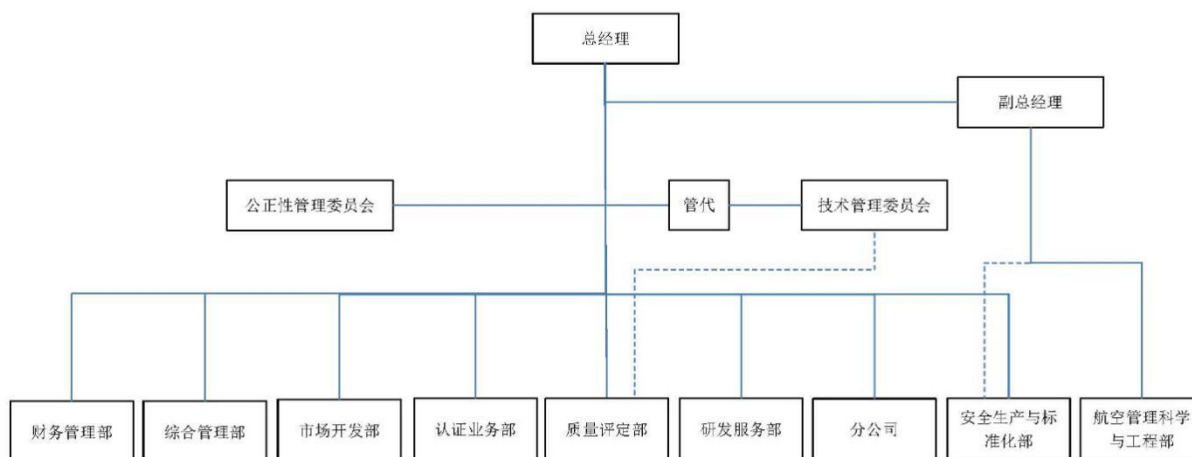 总经理
副总经理
公正性管理委员会
管代
技术管理委员会
财务管理部
综合管理部
市场开发部
认证业务部
质量评定部
研发服务部
分公司
安全生产与标
准化部
航空管理科学
与工程部